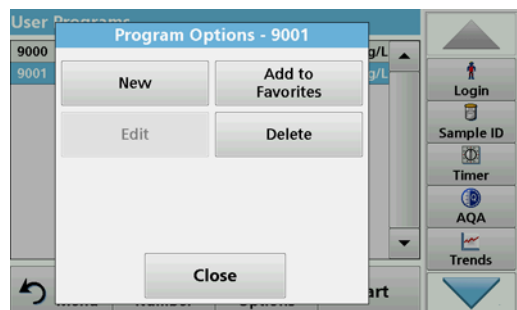 User Programs
Program Options - 9001
9000
g/L
9001
g/L
New
Add to
Favorites
Edit
Delete
Close
Login
Sample ID
Timer
AQA
Trends